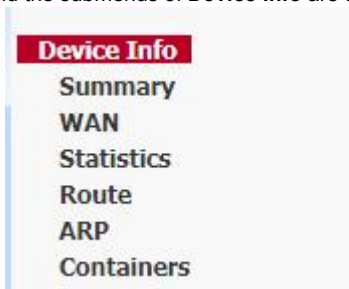 Device Info
Summary
WAN
Statistics
Route
ARP
Containers